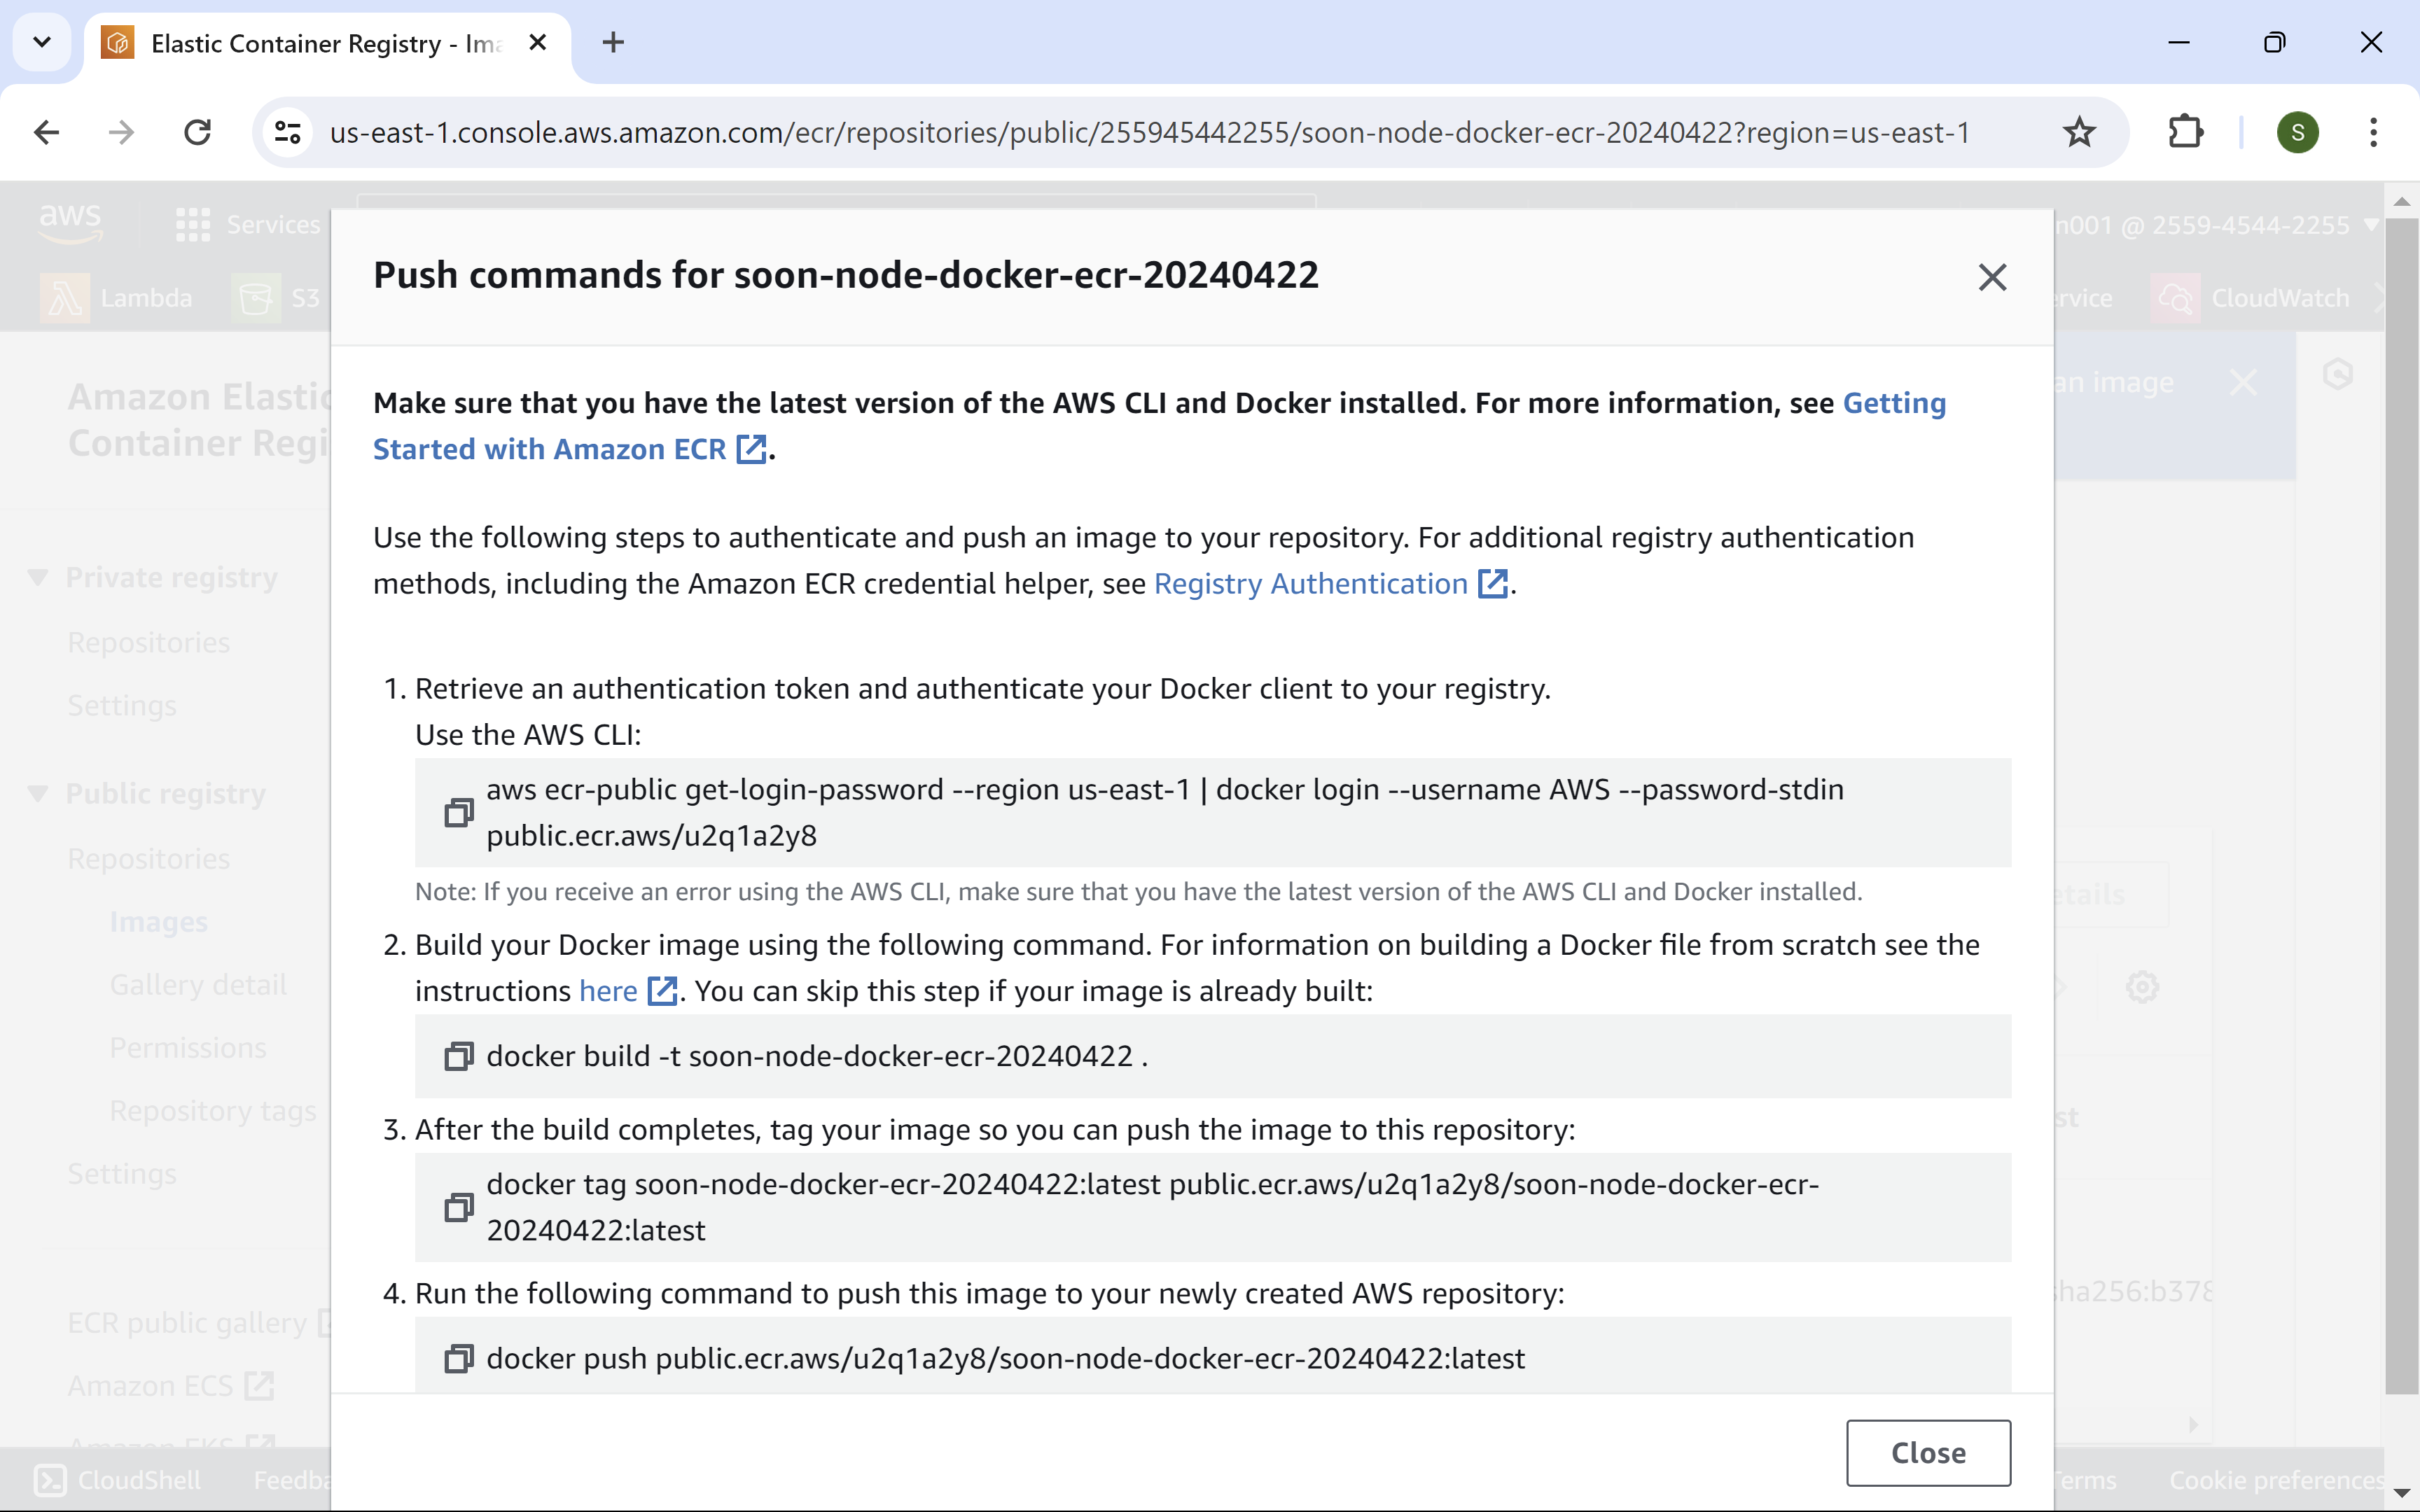 Elastic Container Registry - Ima
us-east-1.console.aws.amazon.com/ecr/repositories/public/255945442255/soon-node-docker-ecr-20240422?region=us-east-1
S
aws
Services
n001 @ 2559-4544-2255
Lambda
S3
ervice
CloudWatch
Push commands for soon-node-docker-ecr-20240422
Amazon Elastic
Container Regi
an image
Make sure that you have the latest version of the AWS CLI and Docker installed. For more information, see Getting
Started with Amazon ECR.
Use the following steps to authenticate and push an image to your repository. For additional registry authentication
methods, including the Amazon ECR credential helper, see Registry Authentication.
Private registry
Repositories
Settings
Public registry
Repositories
Images
Gallery detail
Permissions
Repository tags
Settings
ECR public gallery
Amazon ECS
Amazon EKS
1. Retrieve an authentication token and authenticate your Docker client to your registry.
Use the AWS CLI:
aws ecr-public get-login-password --region us-east-1 | docker login --username AWS --password-stdin
public.ecr.aws/u2q1a2y8
Note: If you receive an error using the AWS CLI, make sure that you have the latest version of the AWS CLI and Docker installed.
2. Build your Docker image using the following command. For information on building a Docker file from scratch see the
instructions here. You can skip this step if your image is already built:
docker build -t soon-node-docker-ecr-20240422 .
3. After the build completes, tag your image so you can push the image to this repository:
docker tag soon-node-docker-ecr-20240422:latest public.ecr.aws/u2q1a2y8/soon-node-docker-ecr-
20240422:latest
4. Run the following command to push this image to your newly created AWS repository:
docker push public.ecr.aws/u2q1a2y8/soon-node-docker-ecr-20240422:latest
etails
st
sha256:b378
Close
CloudShell
Feedba
Terms
Cookie preferences